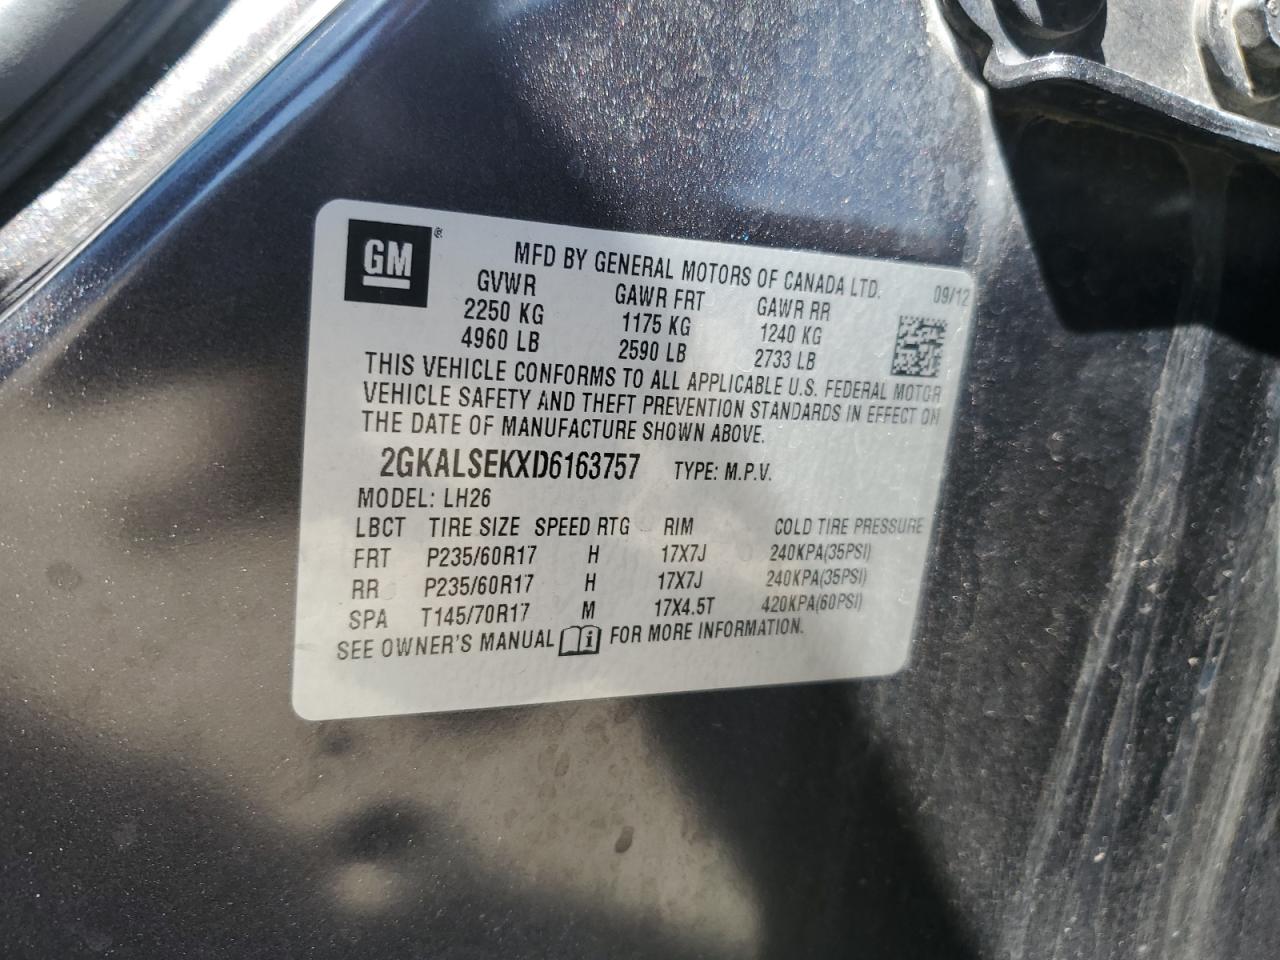 GM®
MFD BY GENERAL MOTORS OF CANADA LTD.
GVWR GAWR FRT GAWR RR 09/12
2250 KG 1175 KG 1240 KG
4960 LB 2590 LB 2733 LB
THIS VEHICLE CONFORMS TO ALL APPLICABLE U.S. FEDERAL MOTOR
VEHICLE SAFETY AND THEFT PREVENTION STANDARDS IN EFFECT ON
THE DATE OF MANUFACTURE SHOWN ABOVE.
2GKALSEKXD6163757 TYPE: M.P.V.
MODEL: LH26
LBCT TIRE SIZE SPEED RTG RIM COLD TIRE PRESSURE
FRT P235/60R17 H 17X7J 240KPA(35PSI)
RR P235/60R17 H 17X7J 240KPA(35PSI)
SPA T145/70R17 M 17X4.5T 420KPA(60PSI)
SEE OWNER'S MANUAL i FOR MORE INFORMATION.